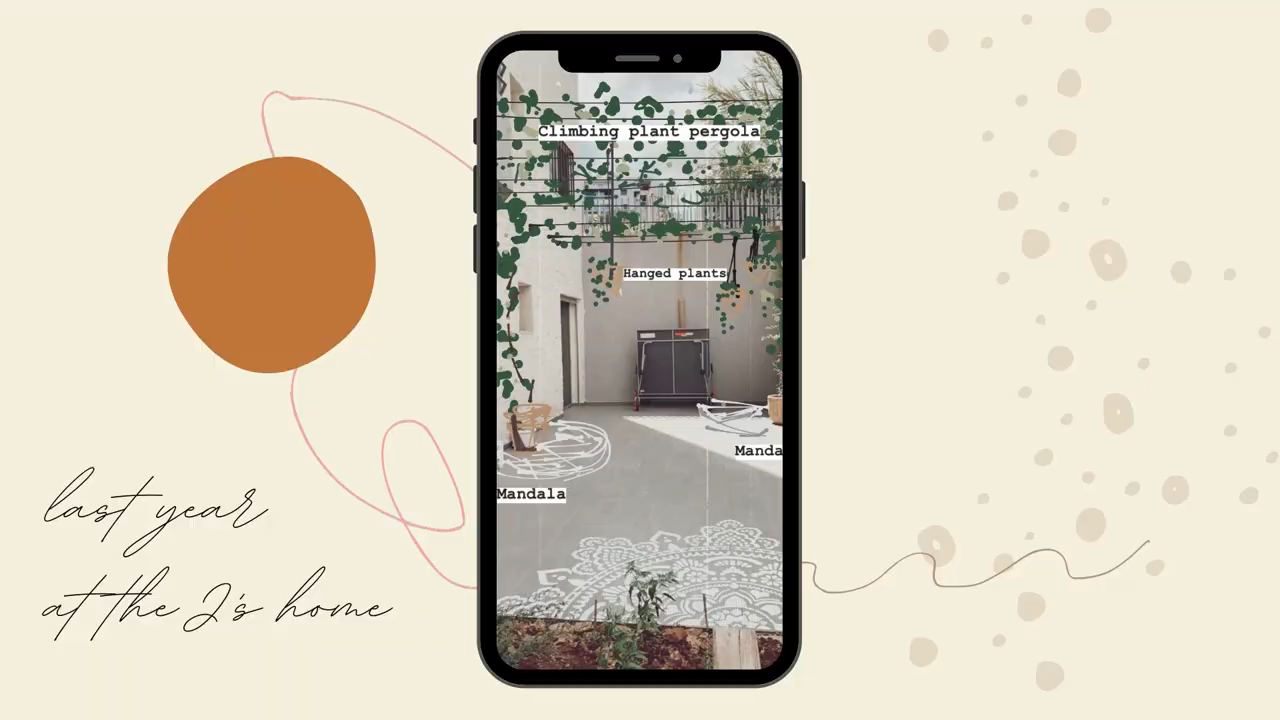 Climbing plant pergola
Hanged plants
Manda
Mandala
last year
at the J's home